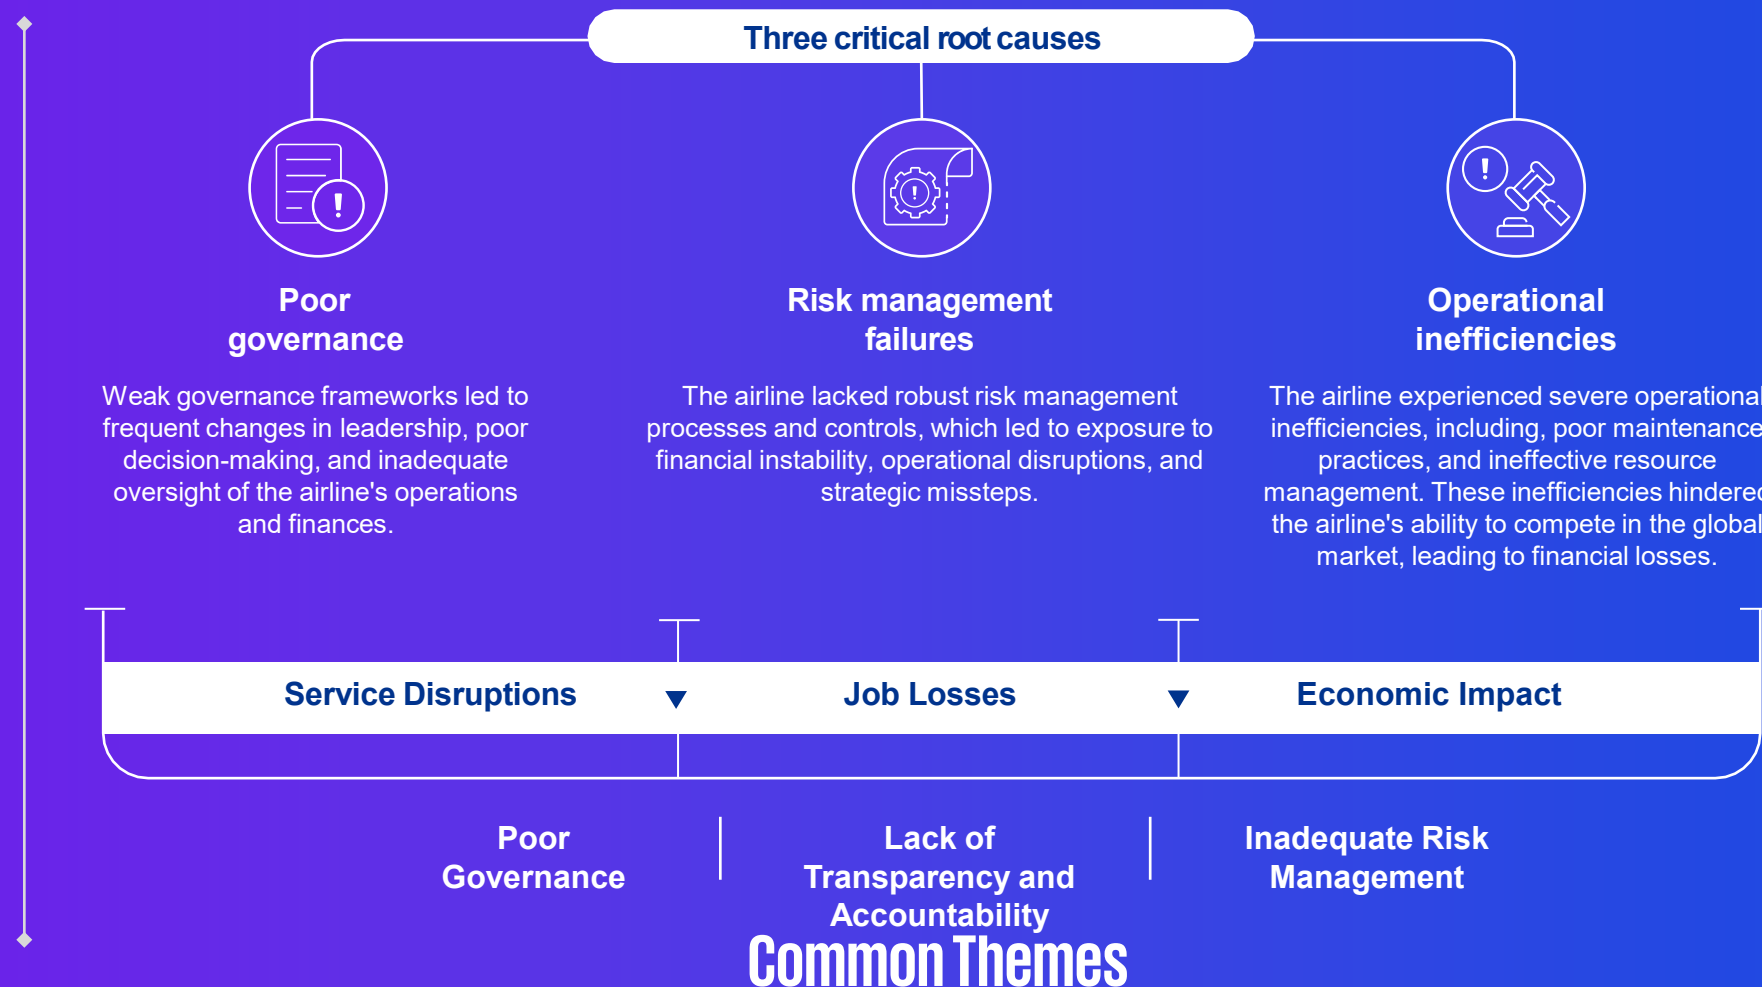 Three critical root causes
Poor
governance
Weak governance frameworks led to
frequent changes in leadership, poor
decision-making, and inadequate
oversight of the airline's operations
and finances.
Risk management
failures
The airline lacked robust risk management
processes and controls, which led to exposure to
financial instability, operational disruptions, and
strategic missteps.
Operational
inefficiencies
The airline experienced severe operational
inefficiencies, including, poor maintenance
practices, and ineffective resource
management. These inefficiencies hindered
the airline's ability to compete in the global
market, leading to financial losses.
Service Disruptions
Job Losses
Economic Impact
Poor
Governance
Lack of
Transparency and
Accountability
Inadequate Risk
Management
Common Themes